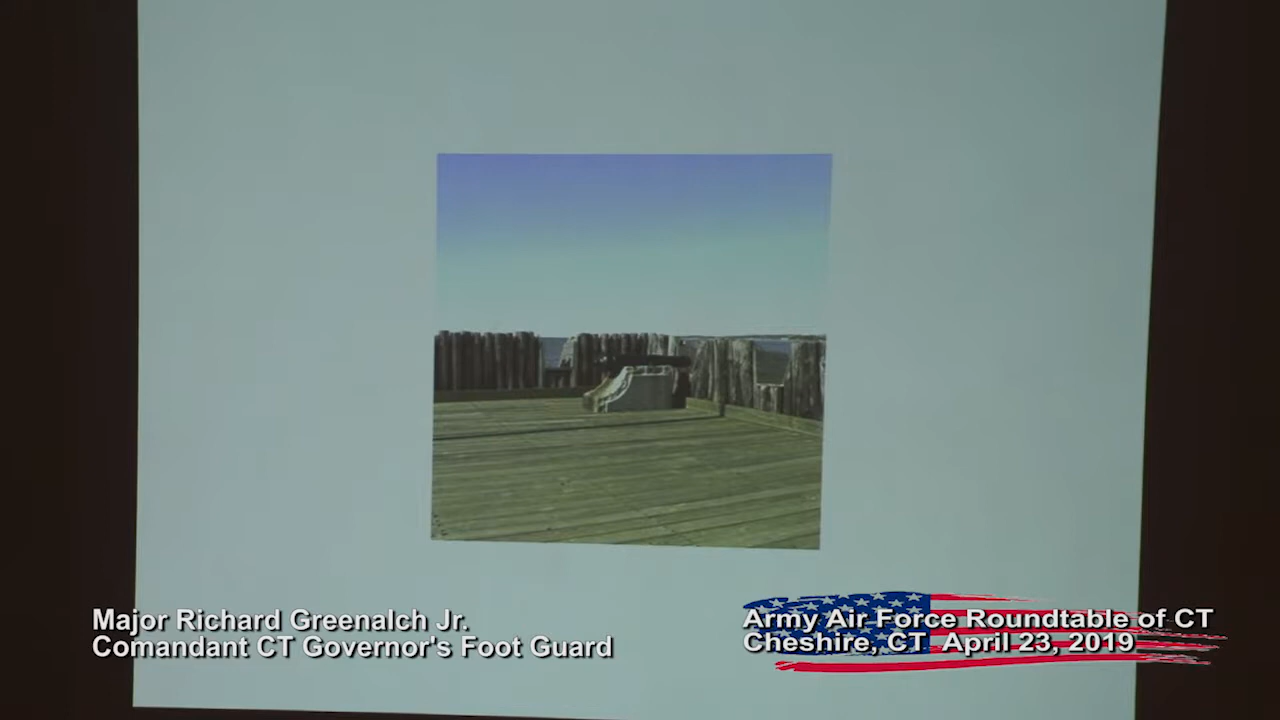 Major Richard Greenalch Jr.
Comandant CT Governor's Foot Guard
Army Air Force Roundtable of CT
Cheshire, CT  April 23, 2019